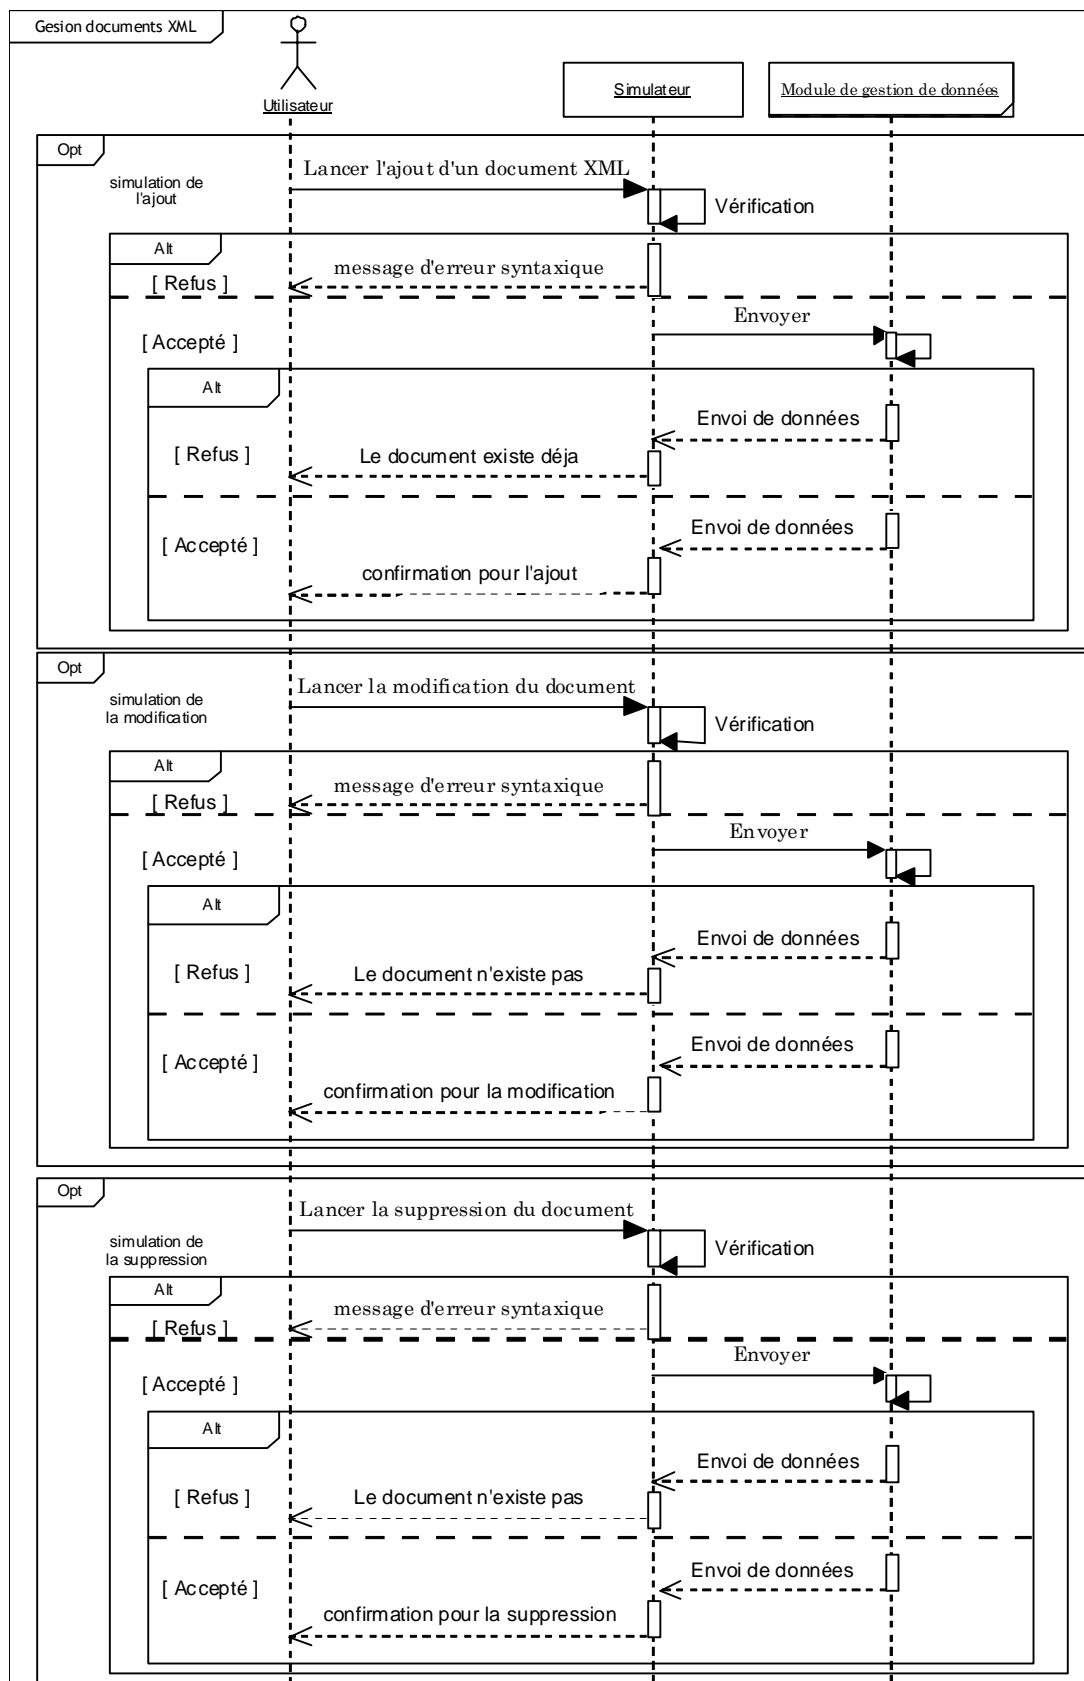 Gesion documents XML
Utilisateur
Simulateur
Module de gestion de données
Opt
simulation de
l'ajout
Lancer l'ajout d'un document XML
Vérification
Alt
[ Refus ]
message d'erreur syntaxique
[ Accepté ]
Envoyer
Alt
Envoi de données
[ Refus ]
Le document existe déja
Envoi de données
[ Accepté ]
confirmation pour l'ajout
Opt
simulation de
la modification
Lancer la modification du document
Vérification
Alt
[ Refus ]
message d'erreur syntaxique
[ Accepté ]
Envoyer
Alt
Envoi de données
[ Refus ]
Le document n'existe pas
Envoi de données
[ Accepté ]
confirmation pour la modification
Opt
simulation de
la suppression
Lancer la suppression du document
Vérification
Alt
[ Refus ]
message d'erreur syntaxique
[ Accepté ]
Envoyer
Alt
Envoi de données
[ Refus ]
Le document n'existe pas
Envoi de données
[ Accepté ]
confirmation pour la suppression